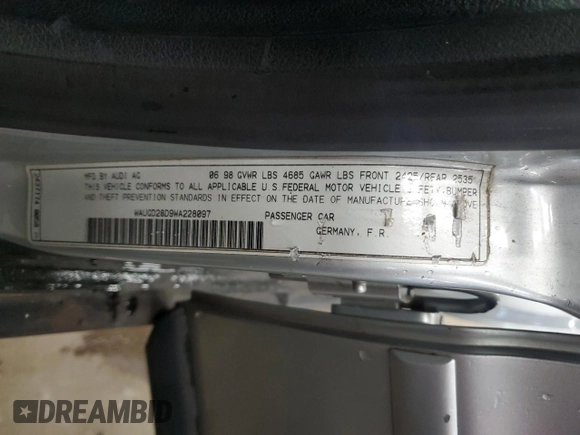 MFD BY AUDI AG 06 98 GVWR LBS 4685 GAWR LBS FRONT 2425/REAR 2535
THIS VEHICLE CONFORMS TO ALL APPLICABLE U S FEDERAL MOTOR VEHICLE BUMPER
AND THEFT PREVENTION STANDARDS IN EFFECT ON THE DATE OF MANUFACTURE
PASSENGER CAR
GERMANY, F.R.
DREAMBID